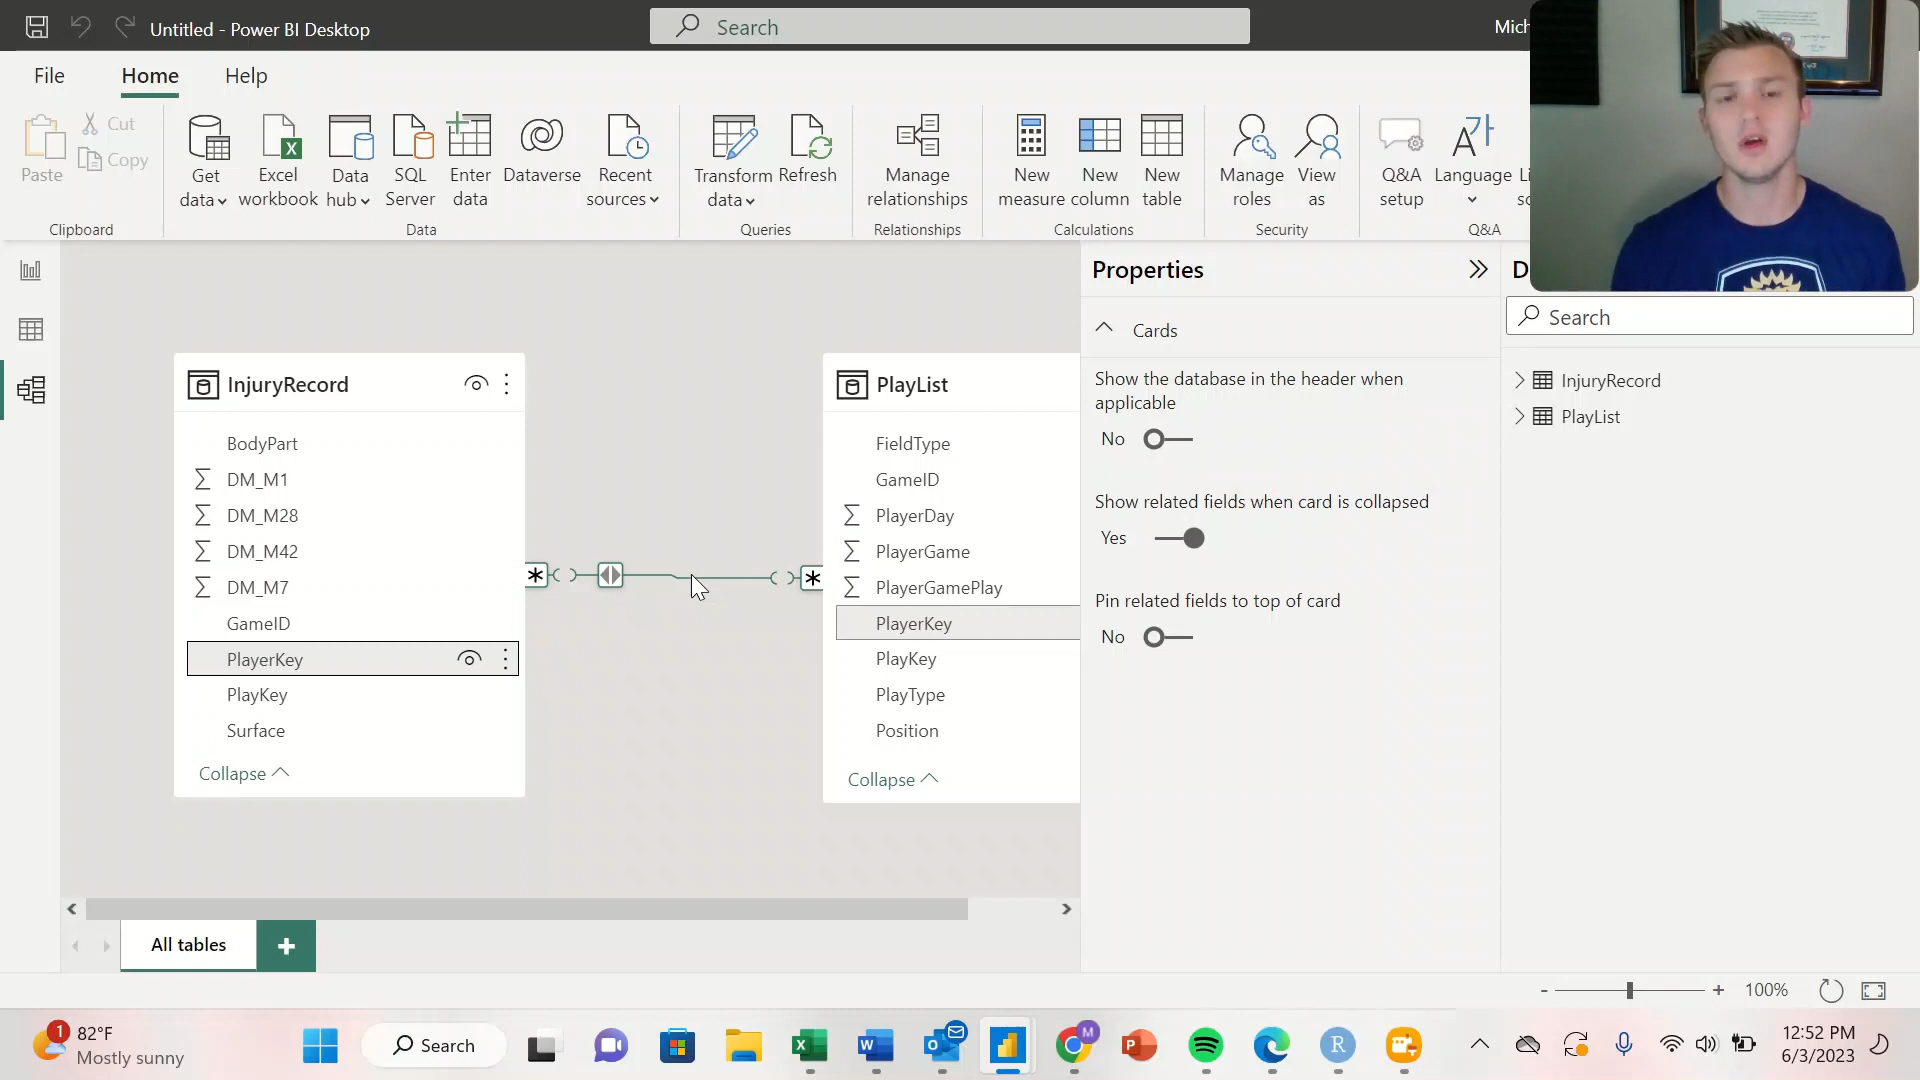 Untitled - Power BI Desktop
Search
Mich
File
Home
Help
Paste
Cut
Copy
Get data
Excel workbook
Data hub
SQL Server
Enter data
Dataverse
Recent sources
Transform data
Refresh
Manage relationships
New measure
New column
New table
Manage roles
View as
Q&A setup
Language
Clipboard
Data
Queries
Relationships
Calculations
Security
Q&A
Properties
Cards
Show the database in the header when
applicable
No
Show related fields when card is collapsed
Yes
Pin related fields to top of card
No
Search
InjuryRecord
PlayList
InjuryRecord
BodyPart
DM_M1
DM_M28
DM_M42
DM_M7
GameID
PlayerKey
PlayKey
Surface
Collapse
PlayList
FieldType
GameID
PlayerDay
PlayerGame
PlayerGamePlay
PlayerKey
PlayKey
PlayType
Position
Collapse
All tables
100%
1
82°F
Mostly sunny
Search
12:52 PM
6/3/2023